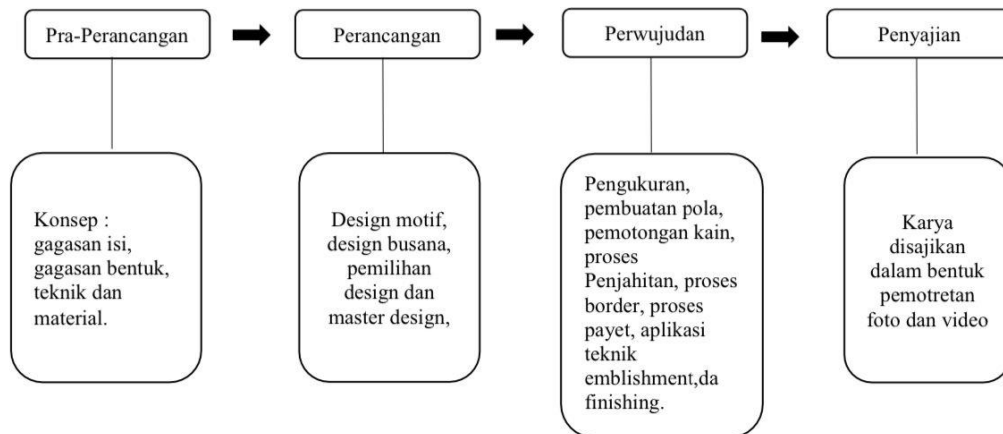 Pra-Perancangan
Perancangan
Perwujudan
Penyajian
Konsep :
gagasan isi,
gagasan bentuk,
teknik dan
material.
Design motif,
design busana,
pemilihan
design dan
master design,
Pengukuran,
pembuatan pola,
pemotongan kain,
proses
Penjahitan, proses
border, proses
payet, aplikasi
teknik
emblishment,da
finishing.
Karya
disajikan
dalam bentuk
pemotretan
foto dan video